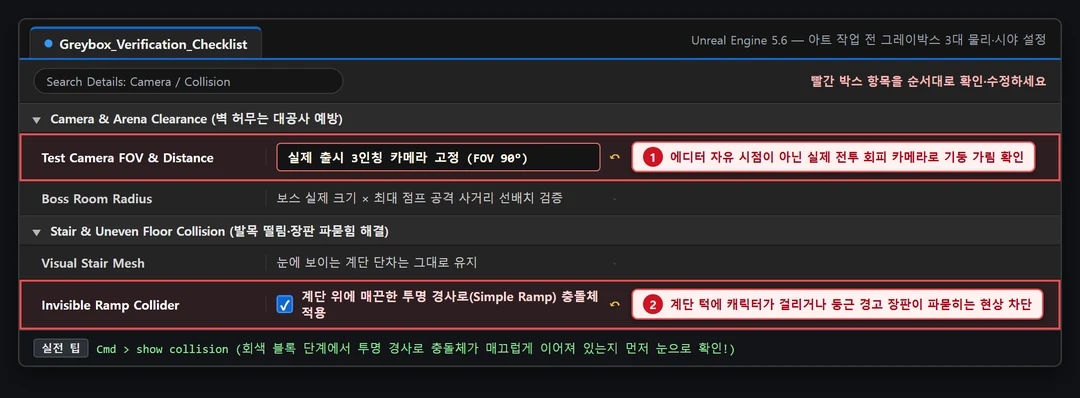 Greybox_Verification_Checklist
Unreal Engine 5.6 — 아트 작업 전 그레이박스 3대 물리·시야 설정
Search Details: Camera / Collision
빨간 박스 항목을 순서대로 확인·수정하세요
▼ Camera & Arena Clearance (벽 허무는 대공사 예방)
Test Camera FOV & Distance
실제 출시 3인칭 카메라 고정 (FOV 90°)
↶
1 에디터 자유 시점이 아닌 실제 전투 회피 카메라로 기둥 가림 확인
Boss Room Radius
보스 실제 크기 × 최대 점프 공격 사거리 선배치 검증
▼ Stair & Uneven Floor Collision (발목 떨림·장판 파묻힘 해결)
Visual Stair Mesh
눈에 보이는 계단 단차는 그대로 유지
Invisible Ramp Collider
계단 위에 매끈한 투명 경사로(Simple Ramp) 충돌체
적용
↶
2 계단 턱에 캐릭터가 걸리거나 둥근 경고 장판이 파묻히는 현상 차단
실전 팁
Cmd > show collision (회색 블록 단계에서 투명 경사로 충돌체가 매끄럽게 이어져 있는지 먼저 눈으로 확인!)